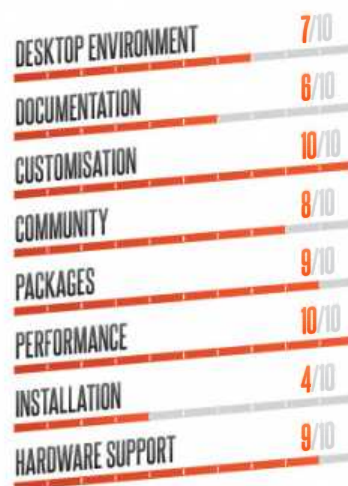 DESKTOP ENVIRONMENT 7/10
DOCUMENTATION 6/10
CUSTOMISATION 10/10
COMMUNITY 8/10
PACKAGES 9/10
PERFORMANCE 10/10
INSTALLATION 4/10
HARDWARE SUPPORT 9/10